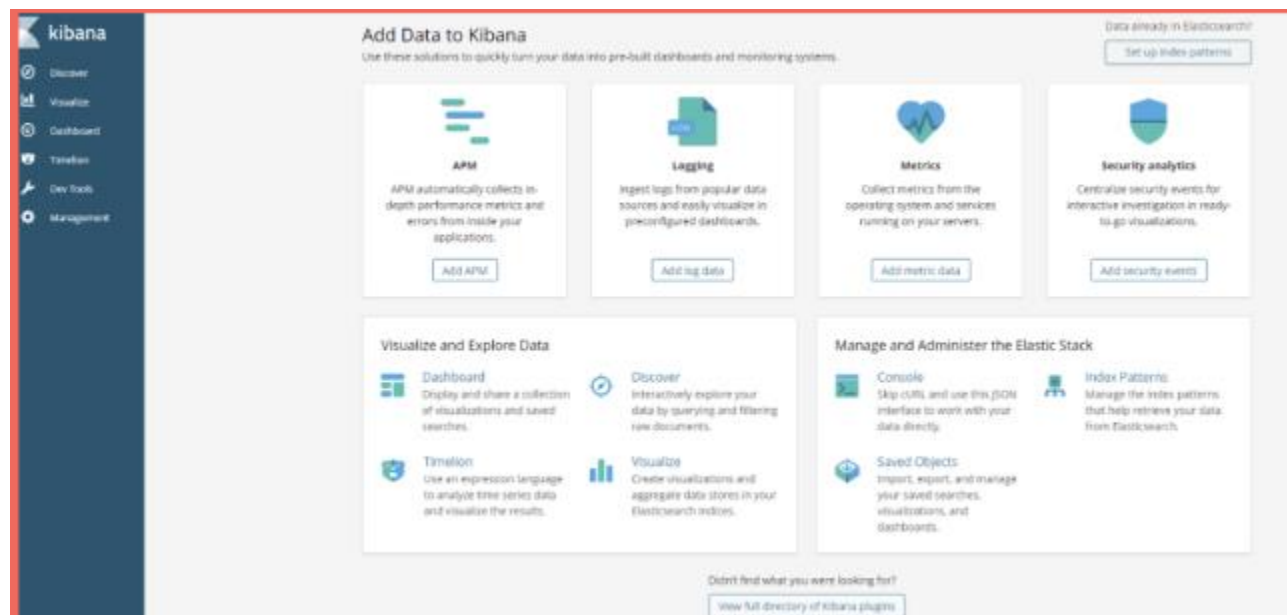 kibana
Discover
Visualize
Dashboard
Timelion
Dev Tools
Management
Add Data to Kibana
Use these solutions to quickly turn your data into pre-built dashboards and monitoring systems.
Data already in Elasticsearch?
Set up index patterns
APM
APM automatically collects in-
depth performance metrics and
errors from inside your
applications.
Add APM
Logging
Ingest logs from popular data
sources and easily visualize in
preconfigured dashboards.
Add log data
Metrics
Collect metrics from the
operating system and services
running on your servers.
Add metric data
Security analytics
Centralize security events for
interactive investigation in ready-
to-go visualizations.
Add security events
Visualize and Explore Data
Dashboard
Display and share a collection
of visualizations and saved
searches.
Discover
Interactively explore your
data by querying and filtering
raw documents.
Timelion
Use an expression language
to analyze time series data
and visualize the results.
Visualize
Create visualizations and
aggregate data stores in your
Elasticsearch indices.
Manage and Administer the Elastic Stack
Console
Skip cURL and use this JSON
interface to work with your
data directly.
Index Patterns
Manage the index patterns
that help retrieve your data
from Elasticsearch.
Saved Objects
Import, export, and manage
your saved searches,
visualizations, and
dashboards.
Didn't find what you were looking for?
View full directory of Kibana plugins